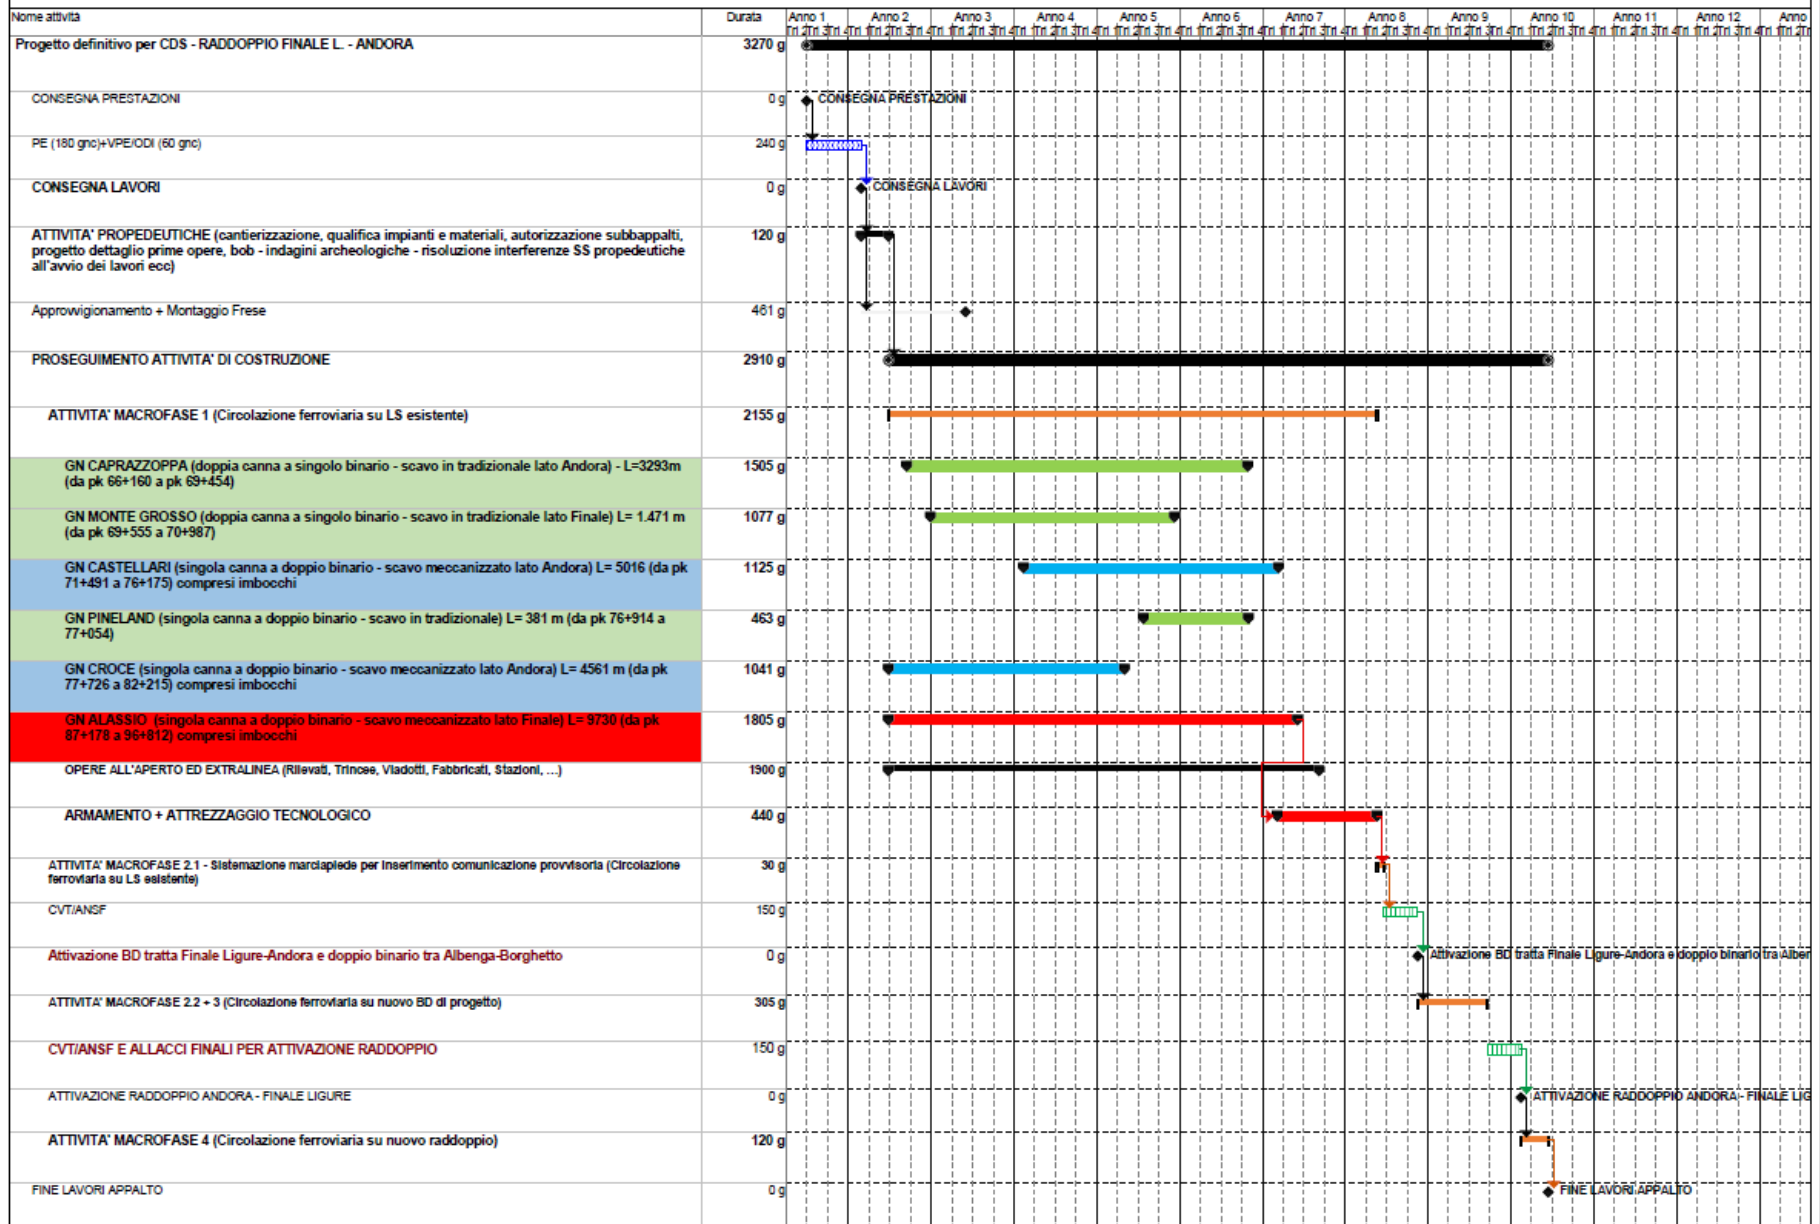 Nome attività Durata Anno 1 Anno 2 Anno 3 Anno 4 Anno 5 Anno 6 Anno 7 Anno 8 Anno 9 Anno 10 Anno 11 Anno 12 Anno
Progetto definitivo per CDS - RADDOPPIO FINALE L. - ANDORA 3270 g
CONSEGNA PRESTAZIONI 0 g CONSEGNA PRESTAZIONI
PE (180 gnc)+VPE/ODI (60 gnc) 240 g
CONSEGNA LAVORI 0 g CONSEGNA LAVORI
ATTIVITA' PROPEDEUTICHE (cantierizzazione, qualifica impianti e materiali, autorizzazione subbappalti, 120 g
progetto dettaglio prime opere, bob - indagini archeologiche - risoluzione interferenze SS propedeutiche
all'avvio dei lavori ecc)
Approvvigionamento + Montaggio Frese 461 g
PROSEGUIMENTO ATTIVITA' DI COSTRUZIONE 2910 g
ATTIVITA' MACROFASE 1 (Circolazione ferroviaria su LS esistente) 2155 g
GN CAPRAZZOPPA (doppia canna a singolo binario - scavo in tradizionale lato Andora) - L=3293m 1505 g
(da pk 66+160 a pk 69+454)
GN MONTE GROSSO (doppia canna a singolo binario - scavo in tradizionale lato Finale) L= 1.471 m 1077 g
(da pk 69+555 a 70+987)
GN CASTELLARI (singola canna a doppio binario - scavo meccanizzato lato Andora) L= 5016 (da pk 1125 g
71+491 a 76+175) compresi imbocchi
GN PINELAND (singola canna a doppio binario - scavo in tradizionale) L= 381 m (da pk 76+914 a 463 g
77+054)
GN CROCE (singola canna a doppio binario - scavo meccanizzato lato Andora) L= 4561 m (da pk 1041 g
77+726 a 82+215) compresi imbocchi
GN ALASSIO (singola canna a doppio binario - scavo meccanizzato lato Finale) L= 9730 (da pk 1805 g
87+178 a 96+812) compresi imbocchi
OPERE ALL'APERTO ED EXTRALINEA (Rilevati, Trincee, Viadotti, Fabbricati, Stazioni, ...) 1900 g
ARMAMENTO + ATTREZZAGGIO TECNOLOGICO 440 g
ATTIVITA' MACROFASE 2.1 - Sistemazione marciapiede per inserimento comunicazione provvisoria (Circolazione 30 g
ferroviaria su LS esistente)
CVT/ANSF 150 g
Attivazione BD tratta Finale Ligure-Andora e doppio binario tra Albenga-Borghetto 0 g Attivazione BD tratta Finale Ligure-Andora e doppio binario tra Alber
ATTIVITA' MACROFASE 2.2 + 3 (Circolazione ferroviaria su nuovo BD di progetto) 305 g
CVT/ANSF E ALLACCI FINALI PER ATTIVAZIONE RADDOPPIO 150 g
ATTIVAZIONE RADDOPPIO ANDORA - FINALE LIGURE 0 g ATTIVAZIONE RADDOPPIO ANDORA - FINALE LIG
ATTIVITA' MACROFASE 4 (Circolazione ferroviaria su nuovo raddoppio) 120 g
FINE LAVORI APPALTO 0 g FINE LAVORI APPALTO